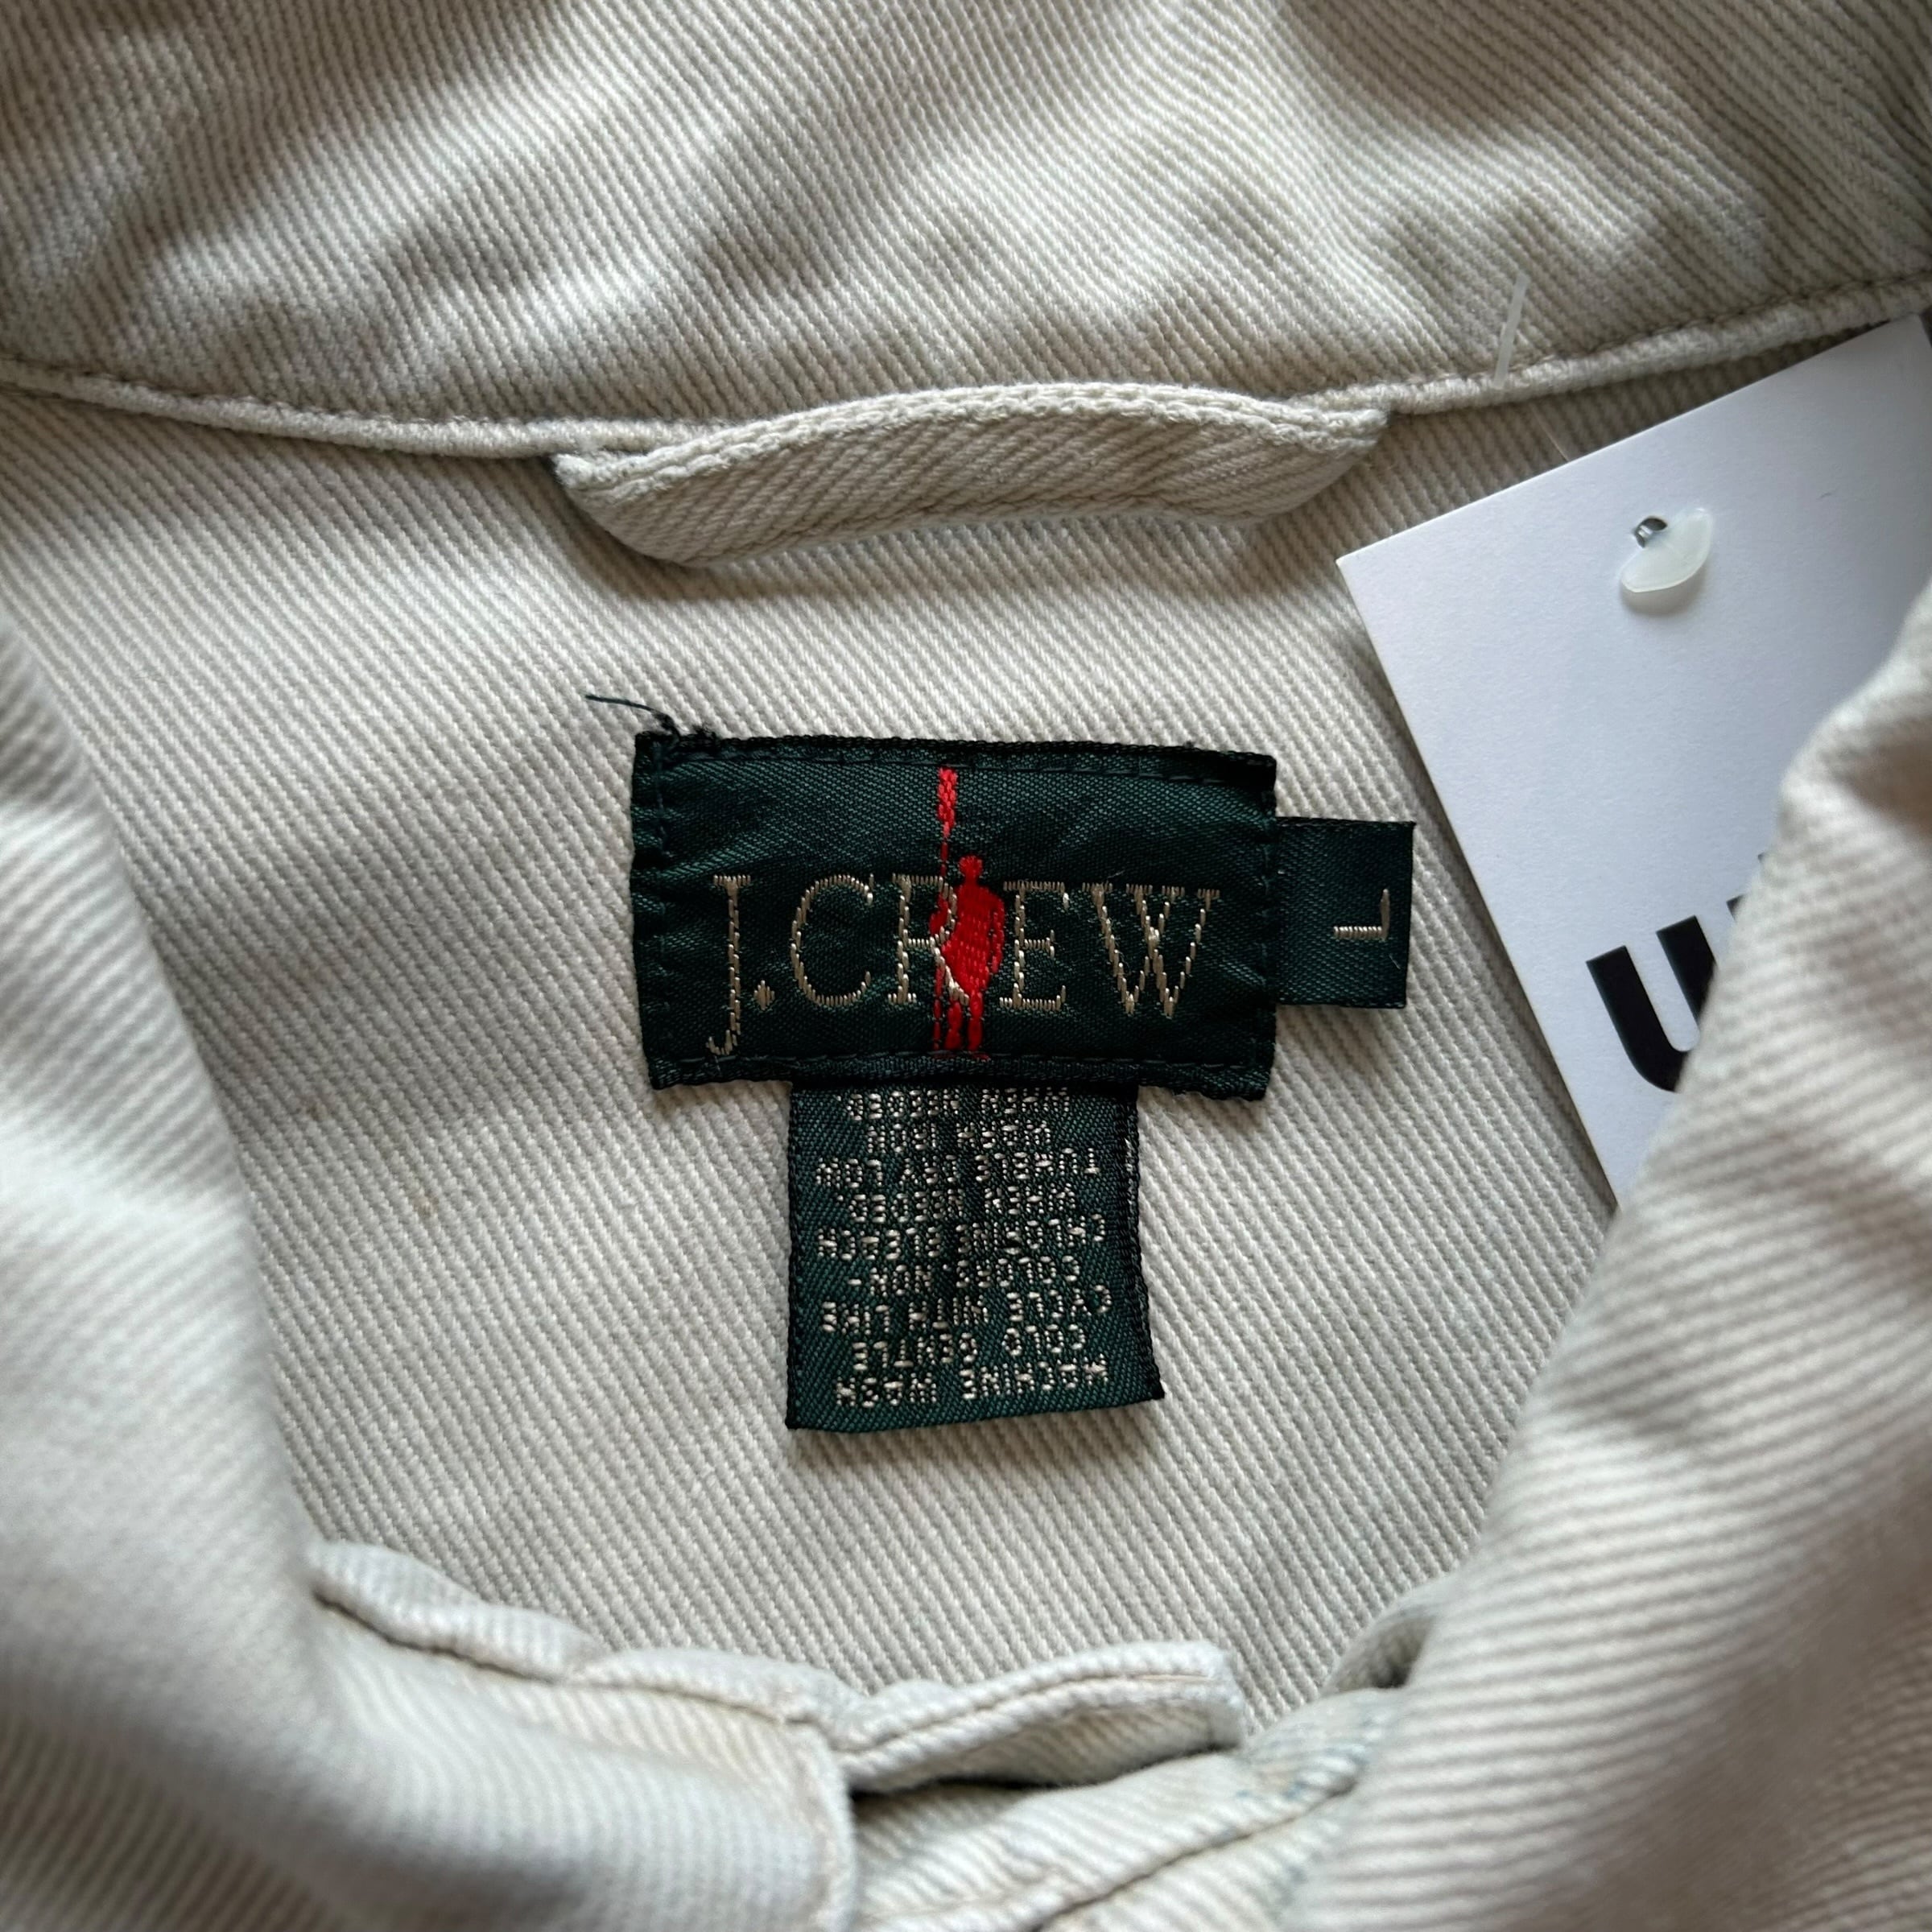 J.CREW
L
MACHINE WASH
COLD GENTLE
CYCLE WITH LIKE
COLORS NON-
CHLORINE BLEACH
WHEN NEEDED
TUMBLE DRY LOW
WARM IRON
WHEN NEEDED.